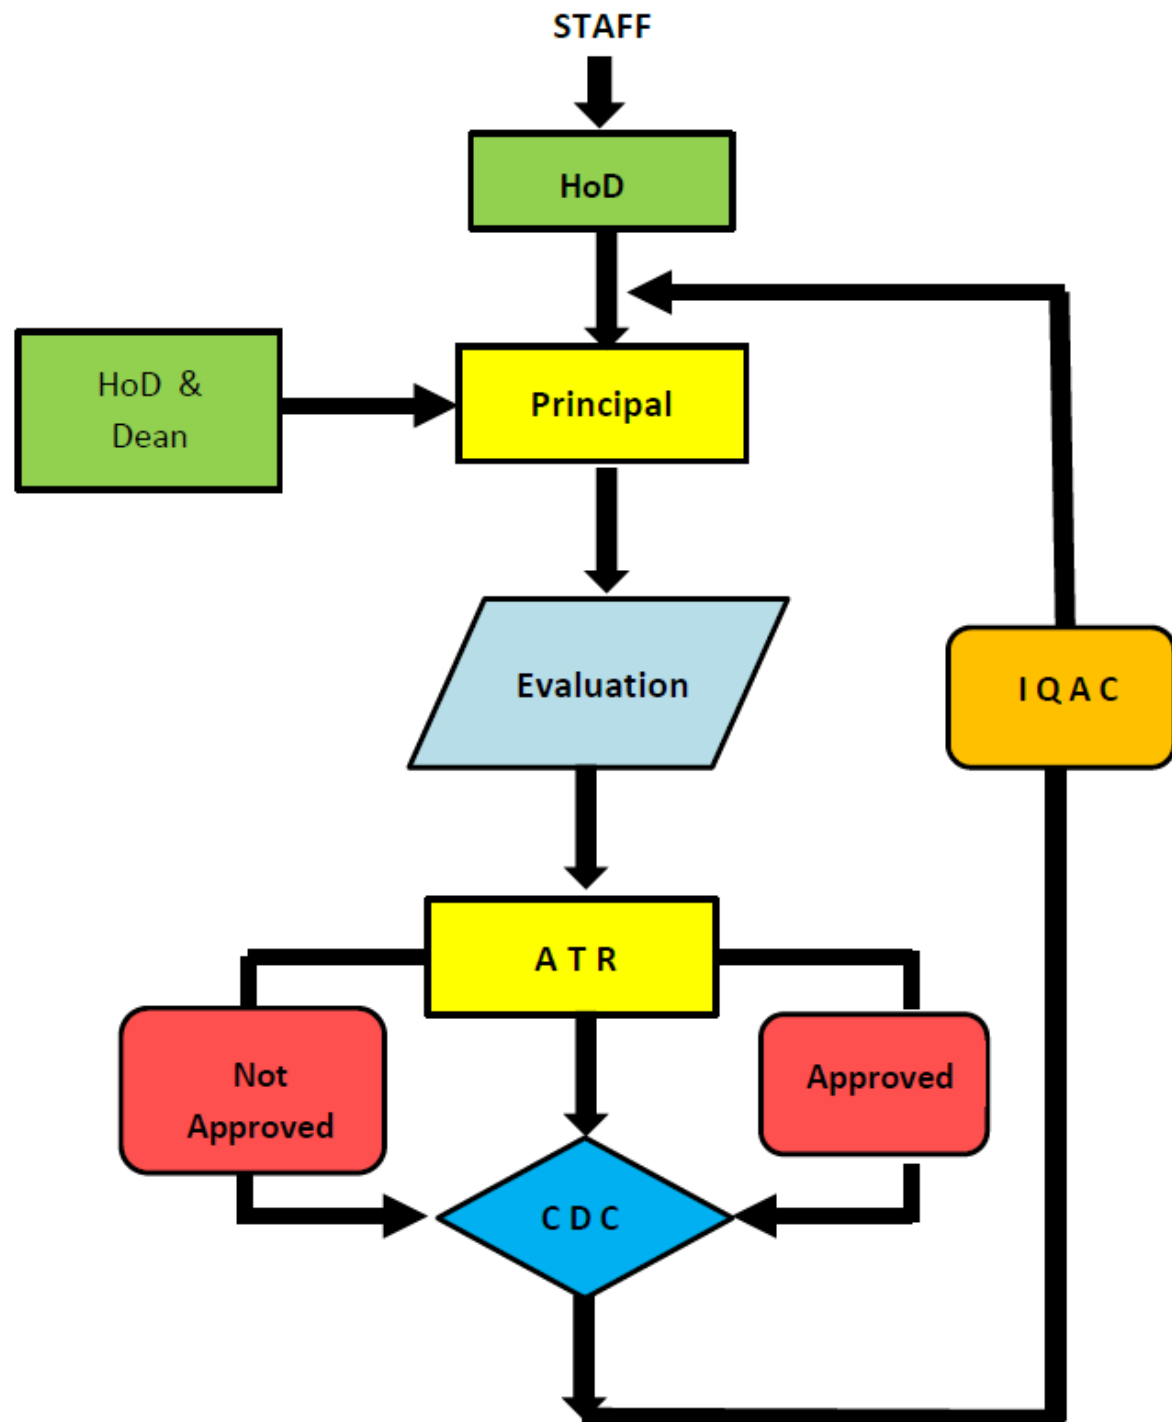 STAFF
HoD
HoD &
Dean
Principal
Evaluation
I Q A C
A T R
Not
Approved
Approved
C D C